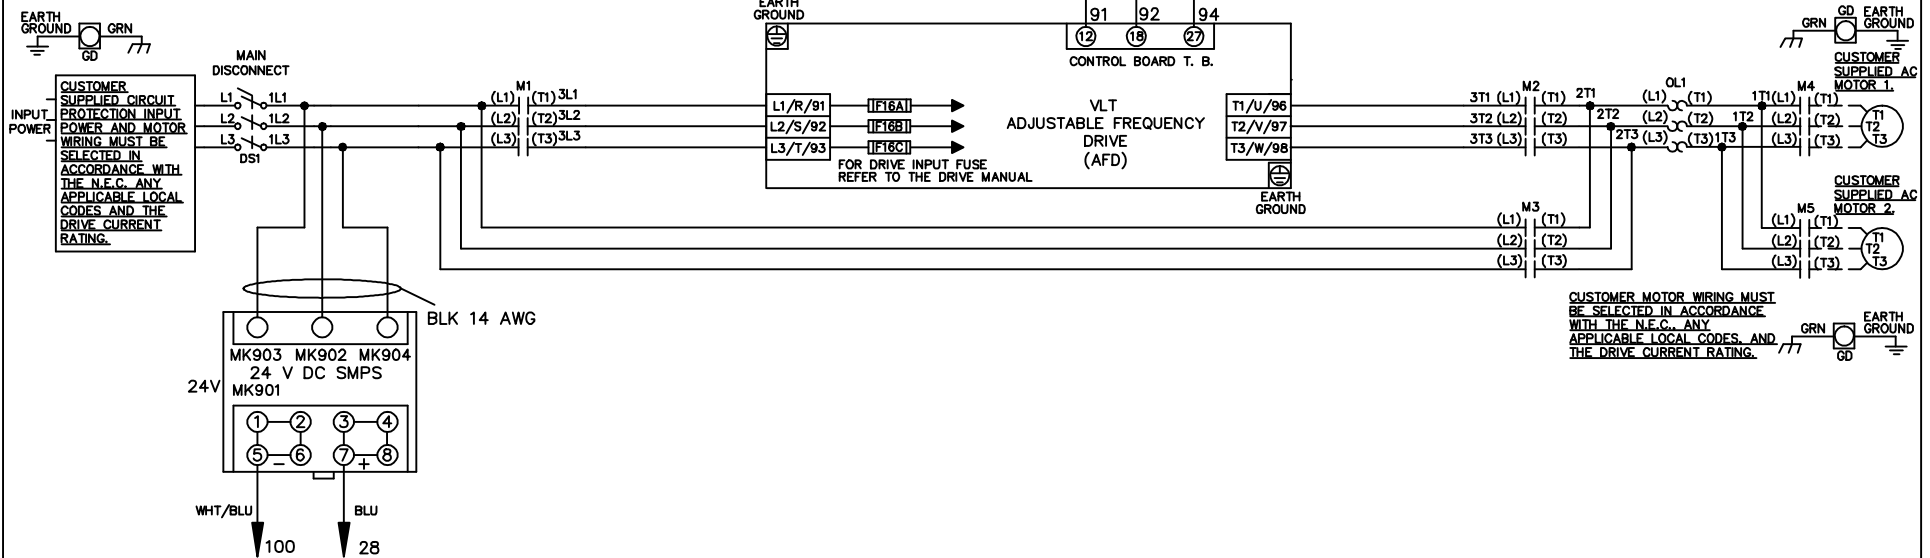 EARTH
GROUND
GRN
GD
MAIN
DISCONNECT
CUSTOMER
SUPPLIED CIRCUIT
PROTECTION INPUT
POWER AND MOTOR
WIRING MUST BE
SELECTED IN
ACCORDANCE WITH
THE N.E.C. ANY
APPLICABLE LOCAL
CODES AND THE
DRIVE CURRENT
RATING.
INPUT
POWER
L1 1L1
L2 1L2
L3 1L3
DS1
M1
(L1) (T1) 3L1
(L2) (T2) 3L2
(L3) (T3) 3L3
EARTH
GROUND
91 92 94
12 18 27
CONTROL BOARD T. B.
L1/R/91
L2/S/92
L3/T/93
F16A
F16B
F16C
FOR DRIVE INPUT FUSE
REFER TO THE DRIVE MANUAL
VLT
ADJUSTABLE FREQUENCY
DRIVE
(AFD)
T1/U/96
T2/V/97
T3/W/98
EARTH
GROUND
M2
3T1 (L1) (T1) 2T1
3T2 (L2) (T2) 2T2
3T3 (L3) (T3) 2T3
OL1
(L1) (T1) 1T1
(L2) (T2) 1T2
(L3) (T3) 1T3
M4
(L1) (T1)
(L2) (T2)
(L3) (T3)
T1
T2
T3
GRN
GD
EARTH
GROUND
CUSTOMER
SUPPLIED AC
MOTOR 1.
M3
(L1) (T1)
(L2) (T2)
(L3) (T3)
M5
(L1) (T1)
(L2) (T2)
(L3) (T3)
T1
T2
T3
CUSTOMER
SUPPLIED AC
MOTOR 2.
CUSTOMER MOTOR WIRING MUST
BE SELECTED IN ACCORDANCE
WITH THE N.E.C., ANY
APPLICABLE LOCAL CODES, AND
THE DRIVE CURRENT RATING.
GRN
GD
EARTH
GROUND
BLK 14 AWG
MK903 MK902 MK904
24 V DC SMPS
24V
MK901
1 2 3 4
5 6 7 8
- +
WHT/BLU BLU
100 28